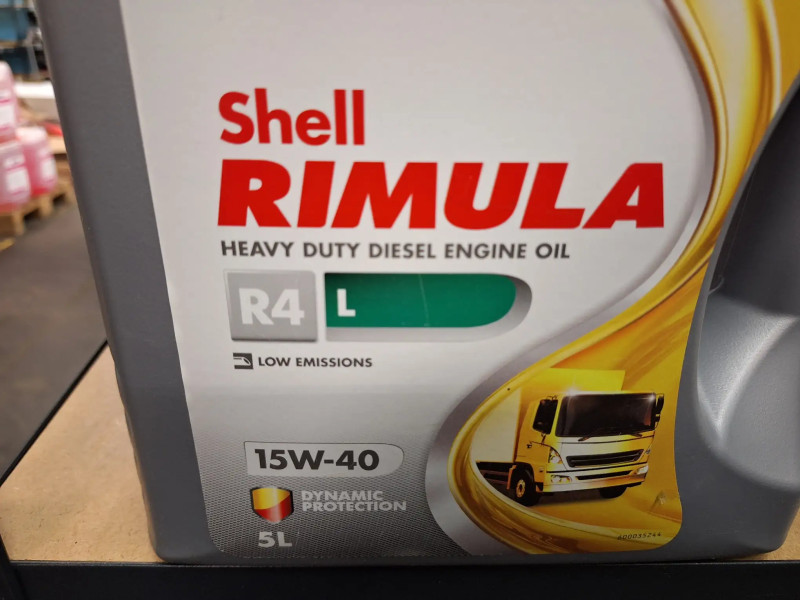 Shell
RIMULA
HEAVY DUTY DIESEL ENGINE OIL
R4 L
LOW EMISSIONS
15W-40
DYNAMIC
PROTECTION
5L